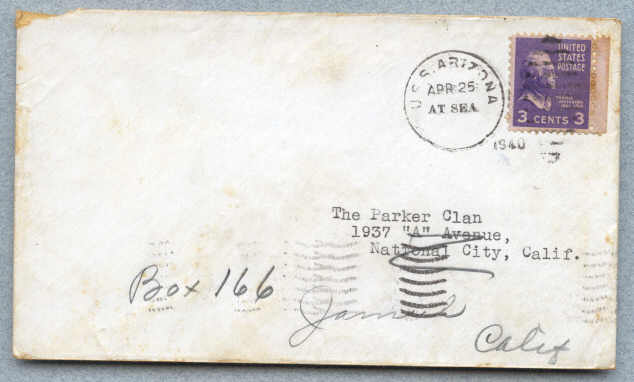 U.S.S. ARIZONA
APR 25
AT SEA
1940
UNITED
STATES
POSTAGE
3 CENTS 3
The Parker Clan
1937 "A" Avenue,
National City, Calif.
Box 166
Jamul
Calif